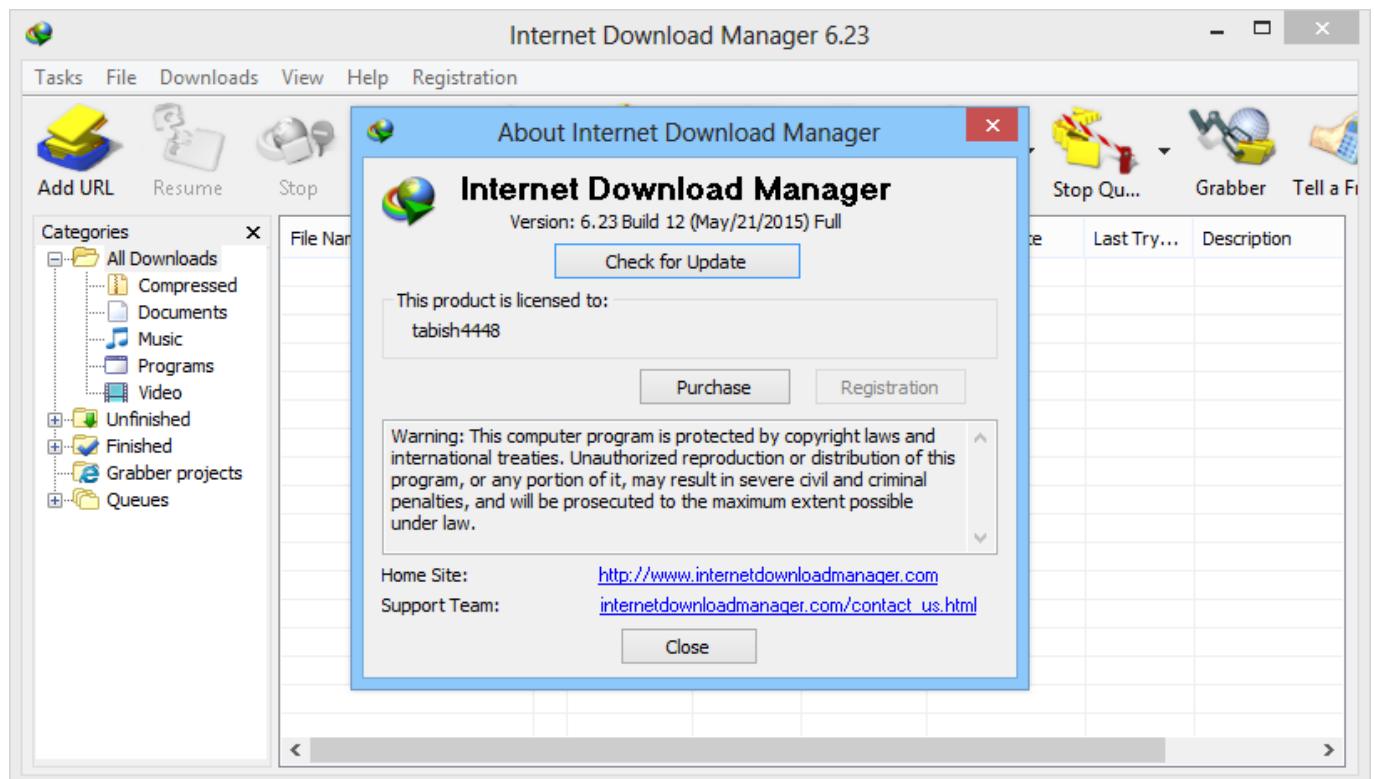 Internet Download Manager 6.23
Tasks File Downloads View Help Registration
Add URL Resume Stop Stop Qu... Grabber Tell a Fr
About Internet Download Manager
Internet Download Manager
Version: 6.23 Build 12 (May/21/2015) Full
Check for Update
This product is licensed to:
tabish4448
Purchase Registration
Warning: This computer program is protected by copyright laws and
international treaties. Unauthorized reproduction or distribution of this
program, or any portion of it, may result in severe civil and criminal
penalties, and will be prosecuted to the maximum extent possible
under law.
Home Site: http://www.internetdownloadmanager.com
Support Team: internetdownloadmanager.com/contact_us.html
Close
Categories
All Downloads
Compressed
Documents
Music
Programs
Video
Unfinished
Finished
Grabber projects
Queues
File Nar Last Try... Description